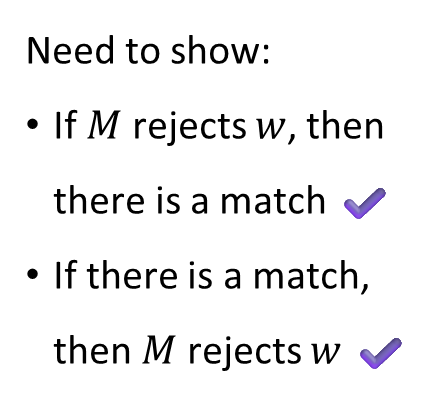 Need to show:
• If M rejects w, then
there is a match ✔
• If there is a match,
then M rejects w ✔